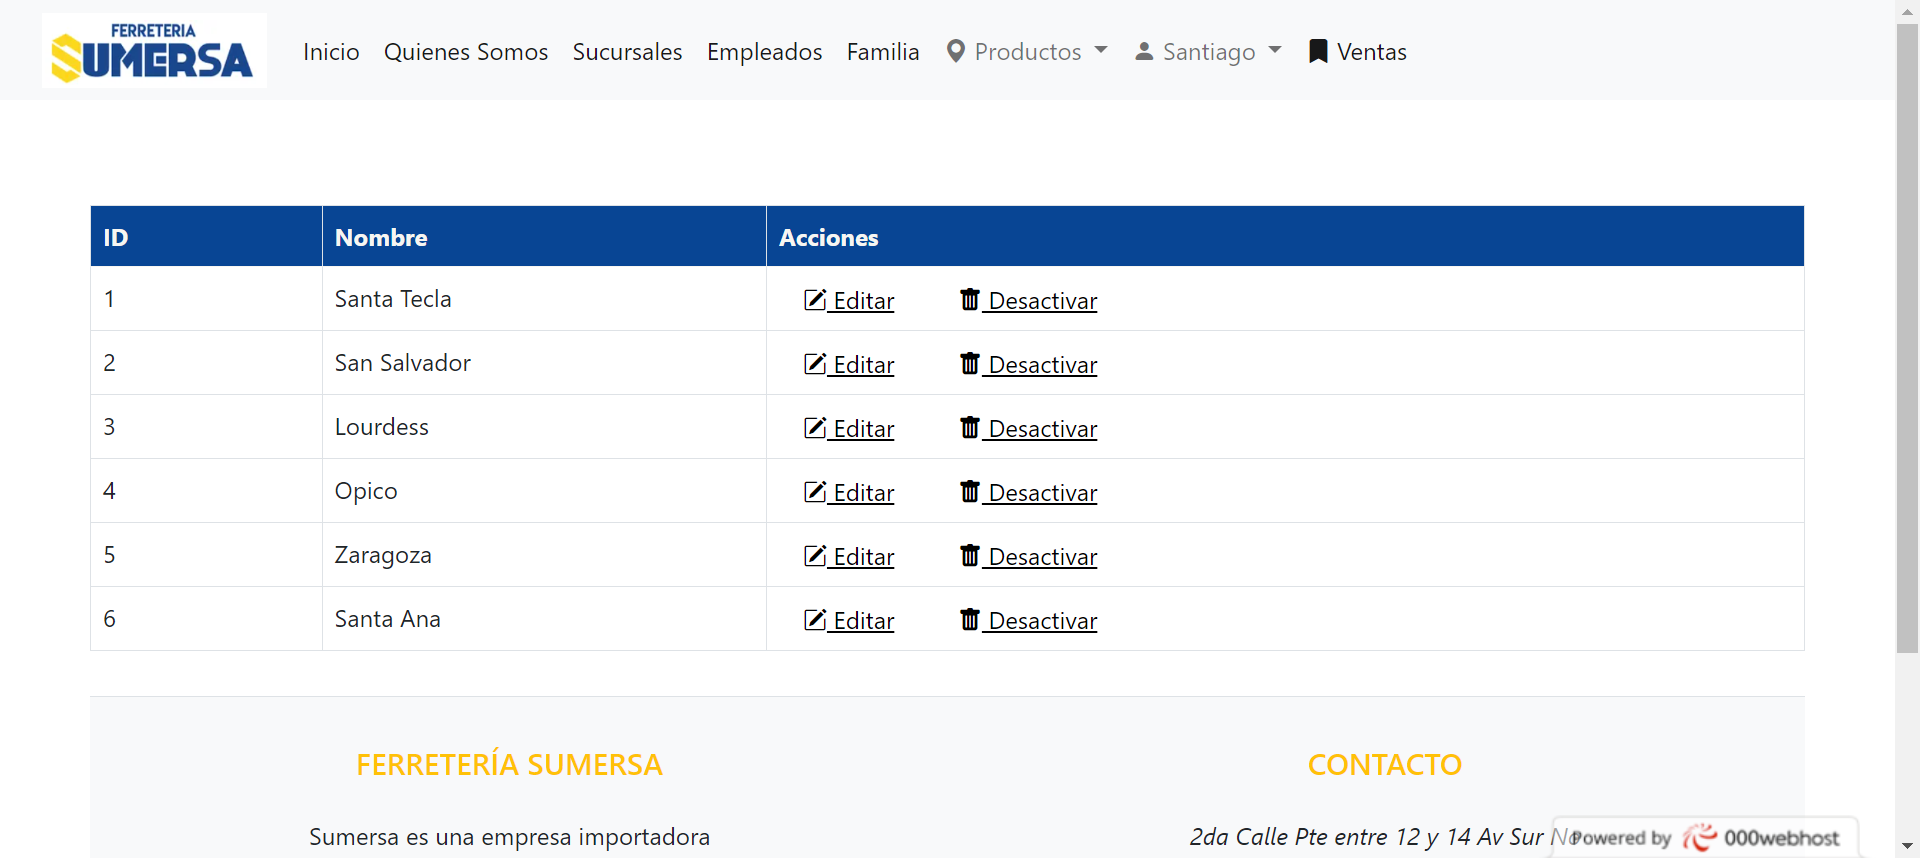 FERRETERIA
SUMERSA
Inicio Quienes Somos Sucursales Empleados Familia Productos Santiago Ventas
ID Nombre Acciones
1 Santa Tecla Editar Desactivar
2 San Salvador Editar Desactivar
3 Lourdess Editar Desactivar
4 Opico Editar Desactivar
5 Zaragoza Editar Desactivar
6 Santa Ana Editar Desactivar
FERRETERÍA SUMERSA CONTACTO
Sumersa es una empresa importadora 2da Calle Pte entre 12 y 14 Av Sur No
Powered by 000webhost